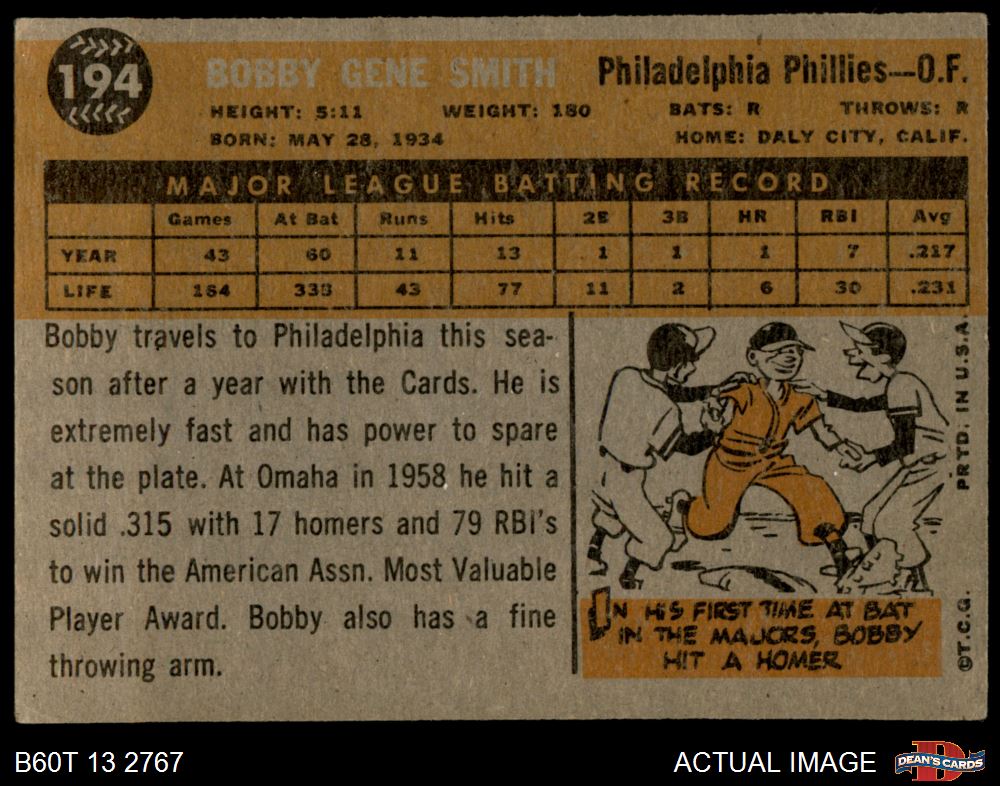 194
BOBBY GENE SMITH
Philadelphia Phillies—O.F.
HEIGHT: 5:11 WEIGHT: 180 BATS: R THROWS: R
BORN: MAY 28, 1934 HOME: DALY CITY, CALIF.
MAJOR LEAGUE BATTING RECORD
Games At Bat Runs Hits 2B 3B HR RBI Avg
YEAR 43 60 11 13 1 1 1 7 .217
LIFE 164 333 43 77 11 2 6 30 .231
Bobby travels to Philadelphia this sea-
son after a year with the Cards. He is
extremely fast and has power to spare
at the plate. At Omaha in 1958 he hit a
solid .315 with 17 homers and 79 RBI's
to win the American Assn. Most Valuable
Player Award. Bobby also has a fine
throwing arm.
IN HIS FIRST TIME AT BAT
IN THE MAJORS, BOBBY
HIT A HOMER
©T.C.G. PRTD. IN U.S.A.
B60T 13 2767
ACTUAL IMAGE
D
DEAN'S CARDS